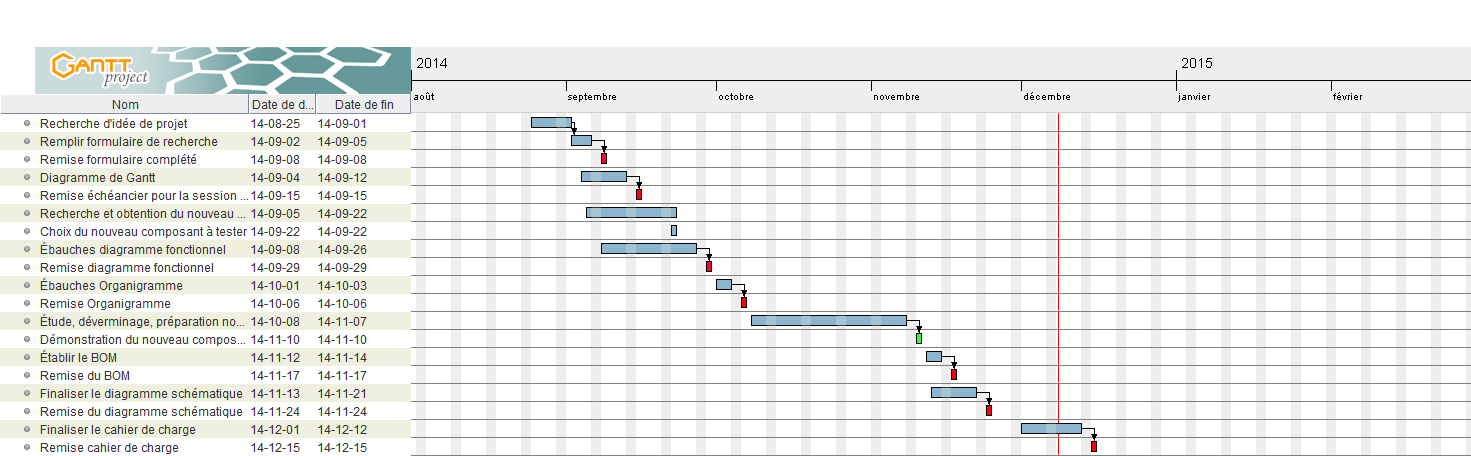 2014 2015
GANTT
project
Nom Date de d... Date de fin août septembre octobre novembre décembre janvier février
Recherche d'idée de projet 14-08-25 14-09-01
Remplir formulaire de recherche 14-09-02 14-09-05
Remise formulaire complété 14-09-08 14-09-08
Diagramme de Gantt 14-09-04 14-09-12
Remise échéancier pour la session ... 14-09-15 14-09-15
Recherche et obtention du nouveau ... 14-09-05 14-09-22
Choix du nouveau composant à tester 14-09-22 14-09-22
Ébauches diagramme fonctionnel 14-09-08 14-09-26
Remise diagramme fonctionnel 14-09-29 14-09-29
Ébauches Organigramme 14-10-01 14-10-03
Remise Organigramme 14-10-06 14-10-06
Étude, déverminage, préparation no... 14-10-08 14-11-07
Démonstration du nouveau compos... 14-11-10 14-11-10
Établir le BOM 14-11-12 14-11-14
Remise du BOM 14-11-17 14-11-17
Finaliser le diagramme schématique 14-11-13 14-11-21
Remise du diagramme schématique 14-11-24 14-11-24
Finaliser le cahier de charge 14-12-01 14-12-12
Remise cahier de charge 14-12-15 14-12-15